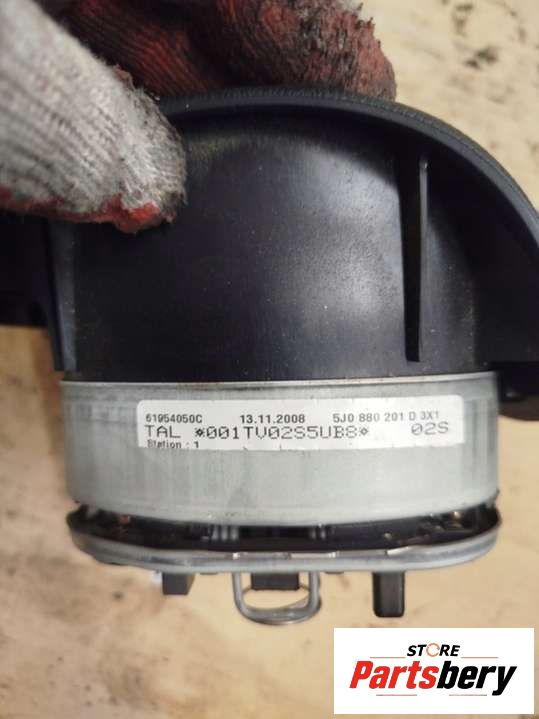 61954050C 13.11.2008 5J0 880 201 D 3X1
TAL *001TV02S5UB8* 02S
Station : 1
STORE
Partsbery